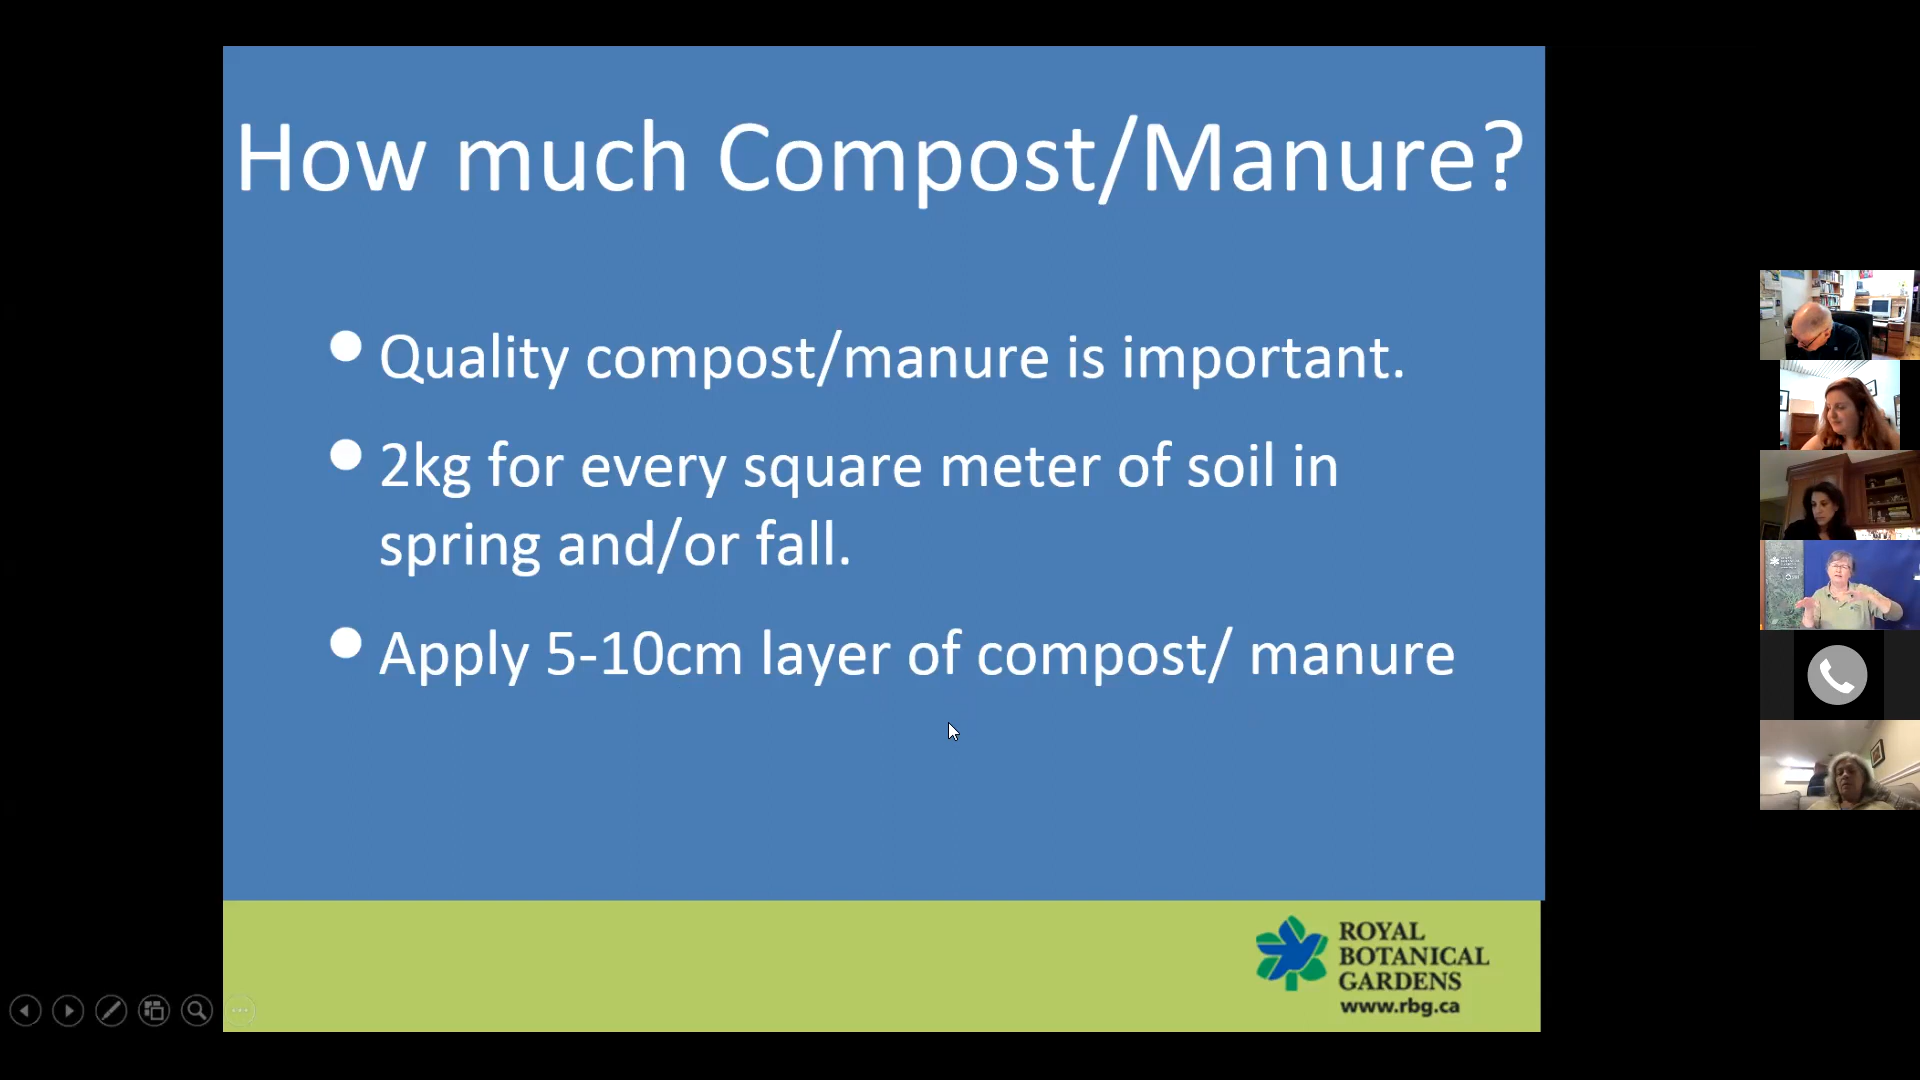 How much Compost/Manure?
Quality compost/manure is important.
2kg for every square meter of soil in
spring and/or fall.
Apply 5-10cm layer of compost/ manure
ROYAL
BOTANICAL
GARDENS
www.rbg.ca